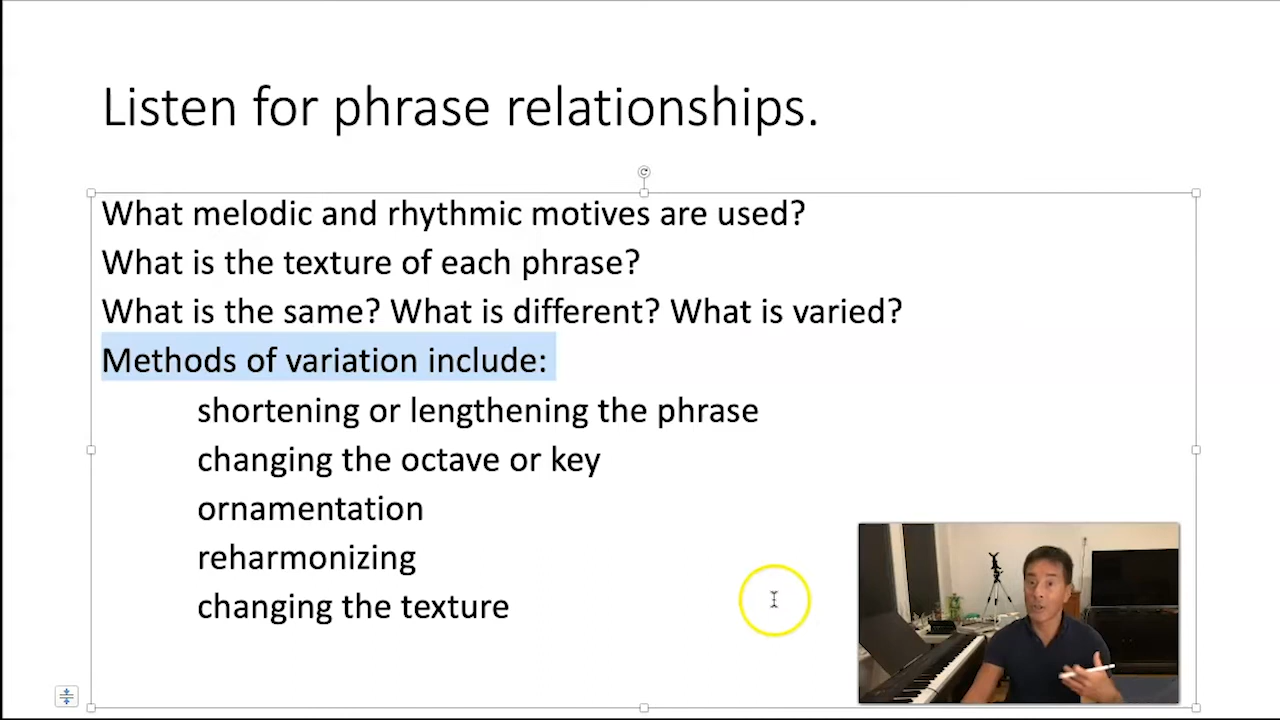 Listen for phrase relationships.
What melodic and rhythmic motives are used?
What is the texture of each phrase?
What is the same? What is different? What is varied?
Methods of variation include:
shortening or lengthening the phrase
changing the octave or key
ornamentation
reharmonizing
changing the texture